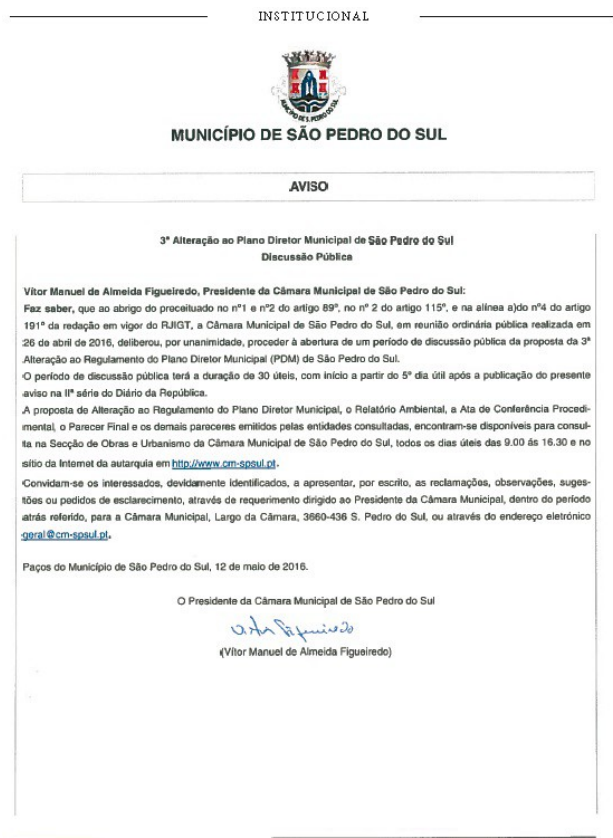 INSTITUCIONAL
MUNICÍPIO DE S. PEDRO DO SUL
MUNICÍPIO DE SÃO PEDRO DO SUL
AVISO
3ª Alteração ao Plano Diretor Municipal de São Pedro do Sul
Discussão Pública
Vítor Manuel de Almeida Figueiredo, Presidente da Câmara Municipal de São Pedro do Sul:
Faz saber, que ao abrigo do preceituado no nº1 e nº2 do artigo 89º, no nº 2 do artigo 115º, e na alínea a)do nº4 do artigo
191º da redação em vigor do RJIGT, a Câmara Municipal de São Pedro do Sul, em reunião ordinária pública realizada em
26 de abril de 2016, deliberou, por unanimidade, proceder à abertura de um período de discussão pública da proposta da 3ª
Alteração ao Regulamento do Plano Diretor Municipal (PDM) de São Pedro do Sul.
O período de discussão pública terá a duração de 30 úteis, com início a partir do 5º dia útil após a publicação do presente
aviso na IIª série do Diário da República.
A proposta de Alteração ao Regulamento do Plano Diretor Municipal, o Relatório Ambiental, a Ata de Conferência Procedi-
mental, o Parecer Final e os demais pareceres emitidos pelas entidades consultadas, encontram-se disponíveis para consul-
ta na Secção de Obras e Urbanismo da Câmara Municipal de São Pedro do Sul, todos os dias úteis das 9.00 ás 16.30 e no
sítio da Internet da autarquia em http://www.cm-spsul.pt.
Convidam-se os interessados, devidamente identificados, a apresentar, por escrito, as reclamações, observações, suges-
tões ou pedidos de esclarecimento, através de requerimento dirigido ao Presidente da Câmara Municipal, dentro do período
atrás referido, para a Câmara Municipal, Largo da Câmara, 3660-436 S. Pedro do Sul, ou através do endereço eletrónico
geral@cm-spsul.pt.
Paços do Município de São Pedro do Sul, 12 de maio de 2016.
O Presidente da Câmara Municipal de São Pedro do Sul
Vítor Figueiredo
(Vítor Manuel de Almeida Figueiredo)